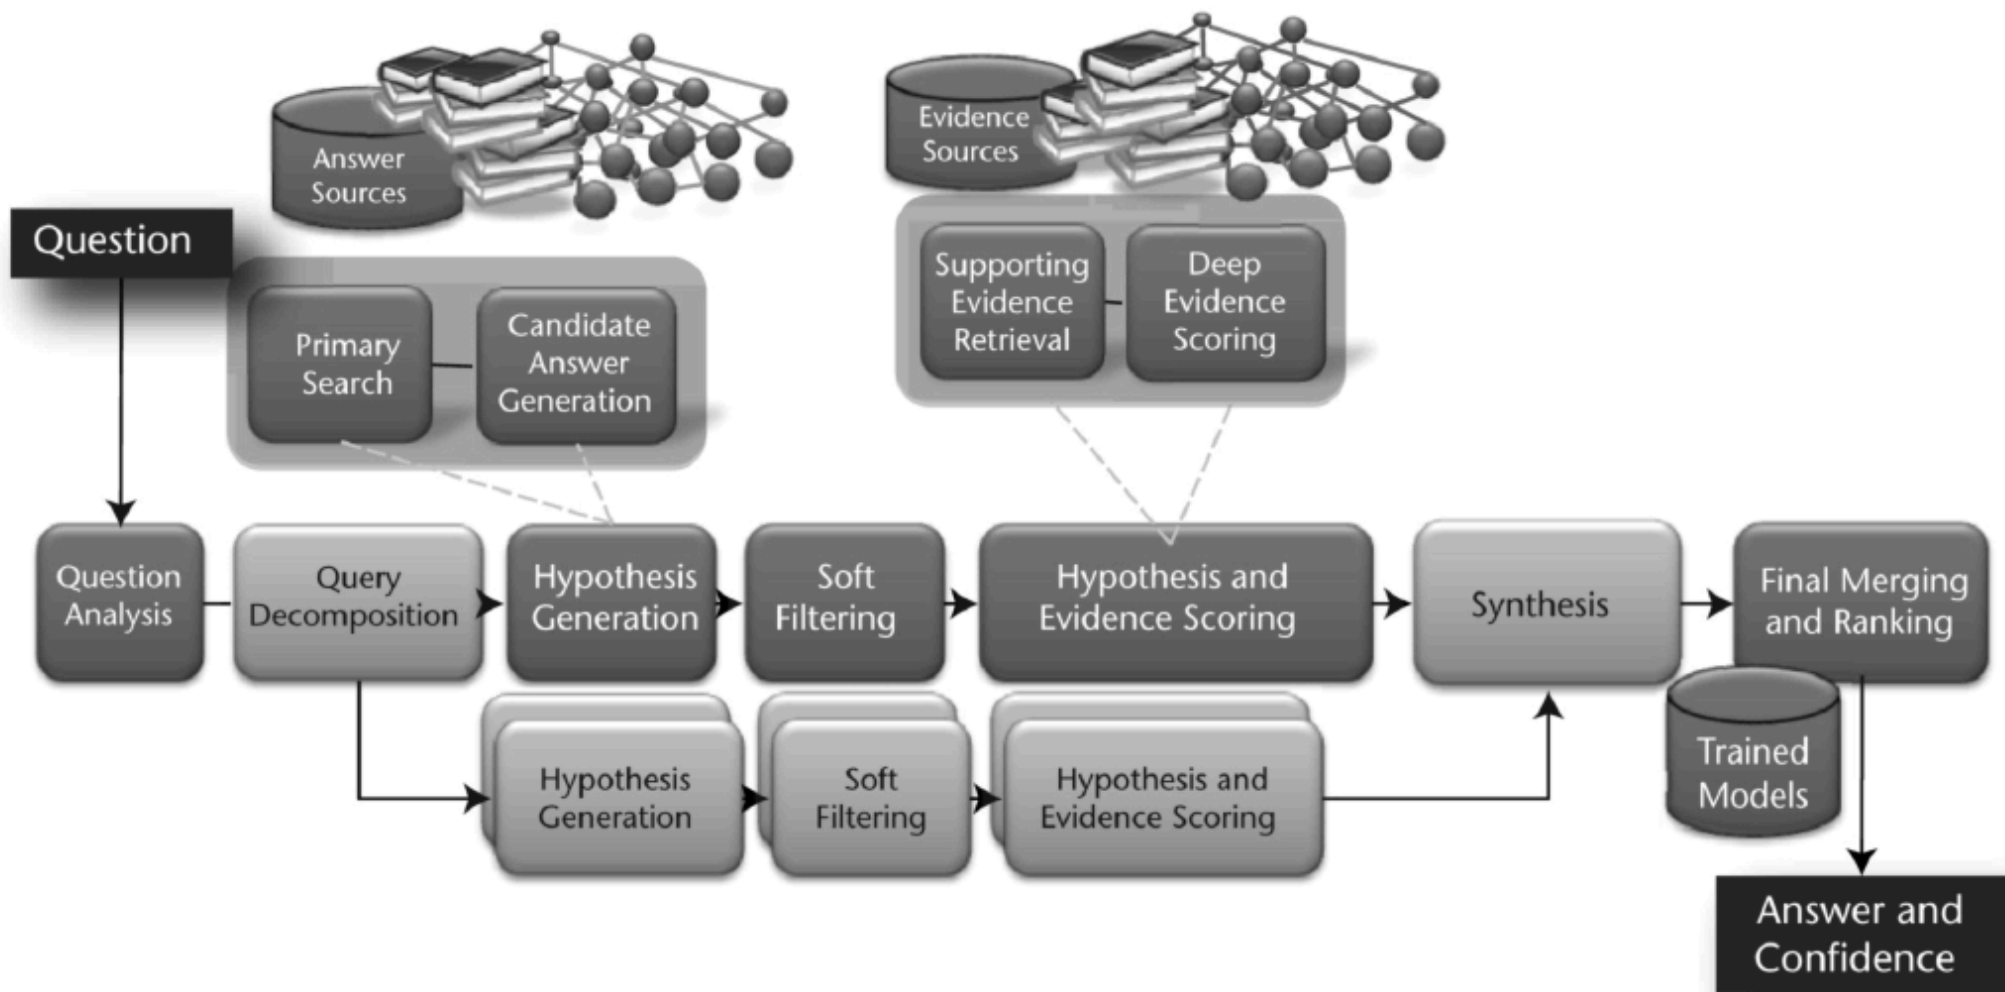 Answer
Sources
Evidence
Sources
Question
Primary
Search
Candidate
Answer
Generation
Supporting
Evidence
Retrieval
Deep
Evidence
Scoring
Question
Analysis
Query
Decomposition
Hypothesis
Generation
Soft
Filtering
Hypothesis and
Evidence Scoring
Synthesis
Final Merging
and Ranking
Hypothesis
Generation
Soft
Filtering
Hypothesis and
Evidence Scoring
Trained
Models
Answer and
Confidence